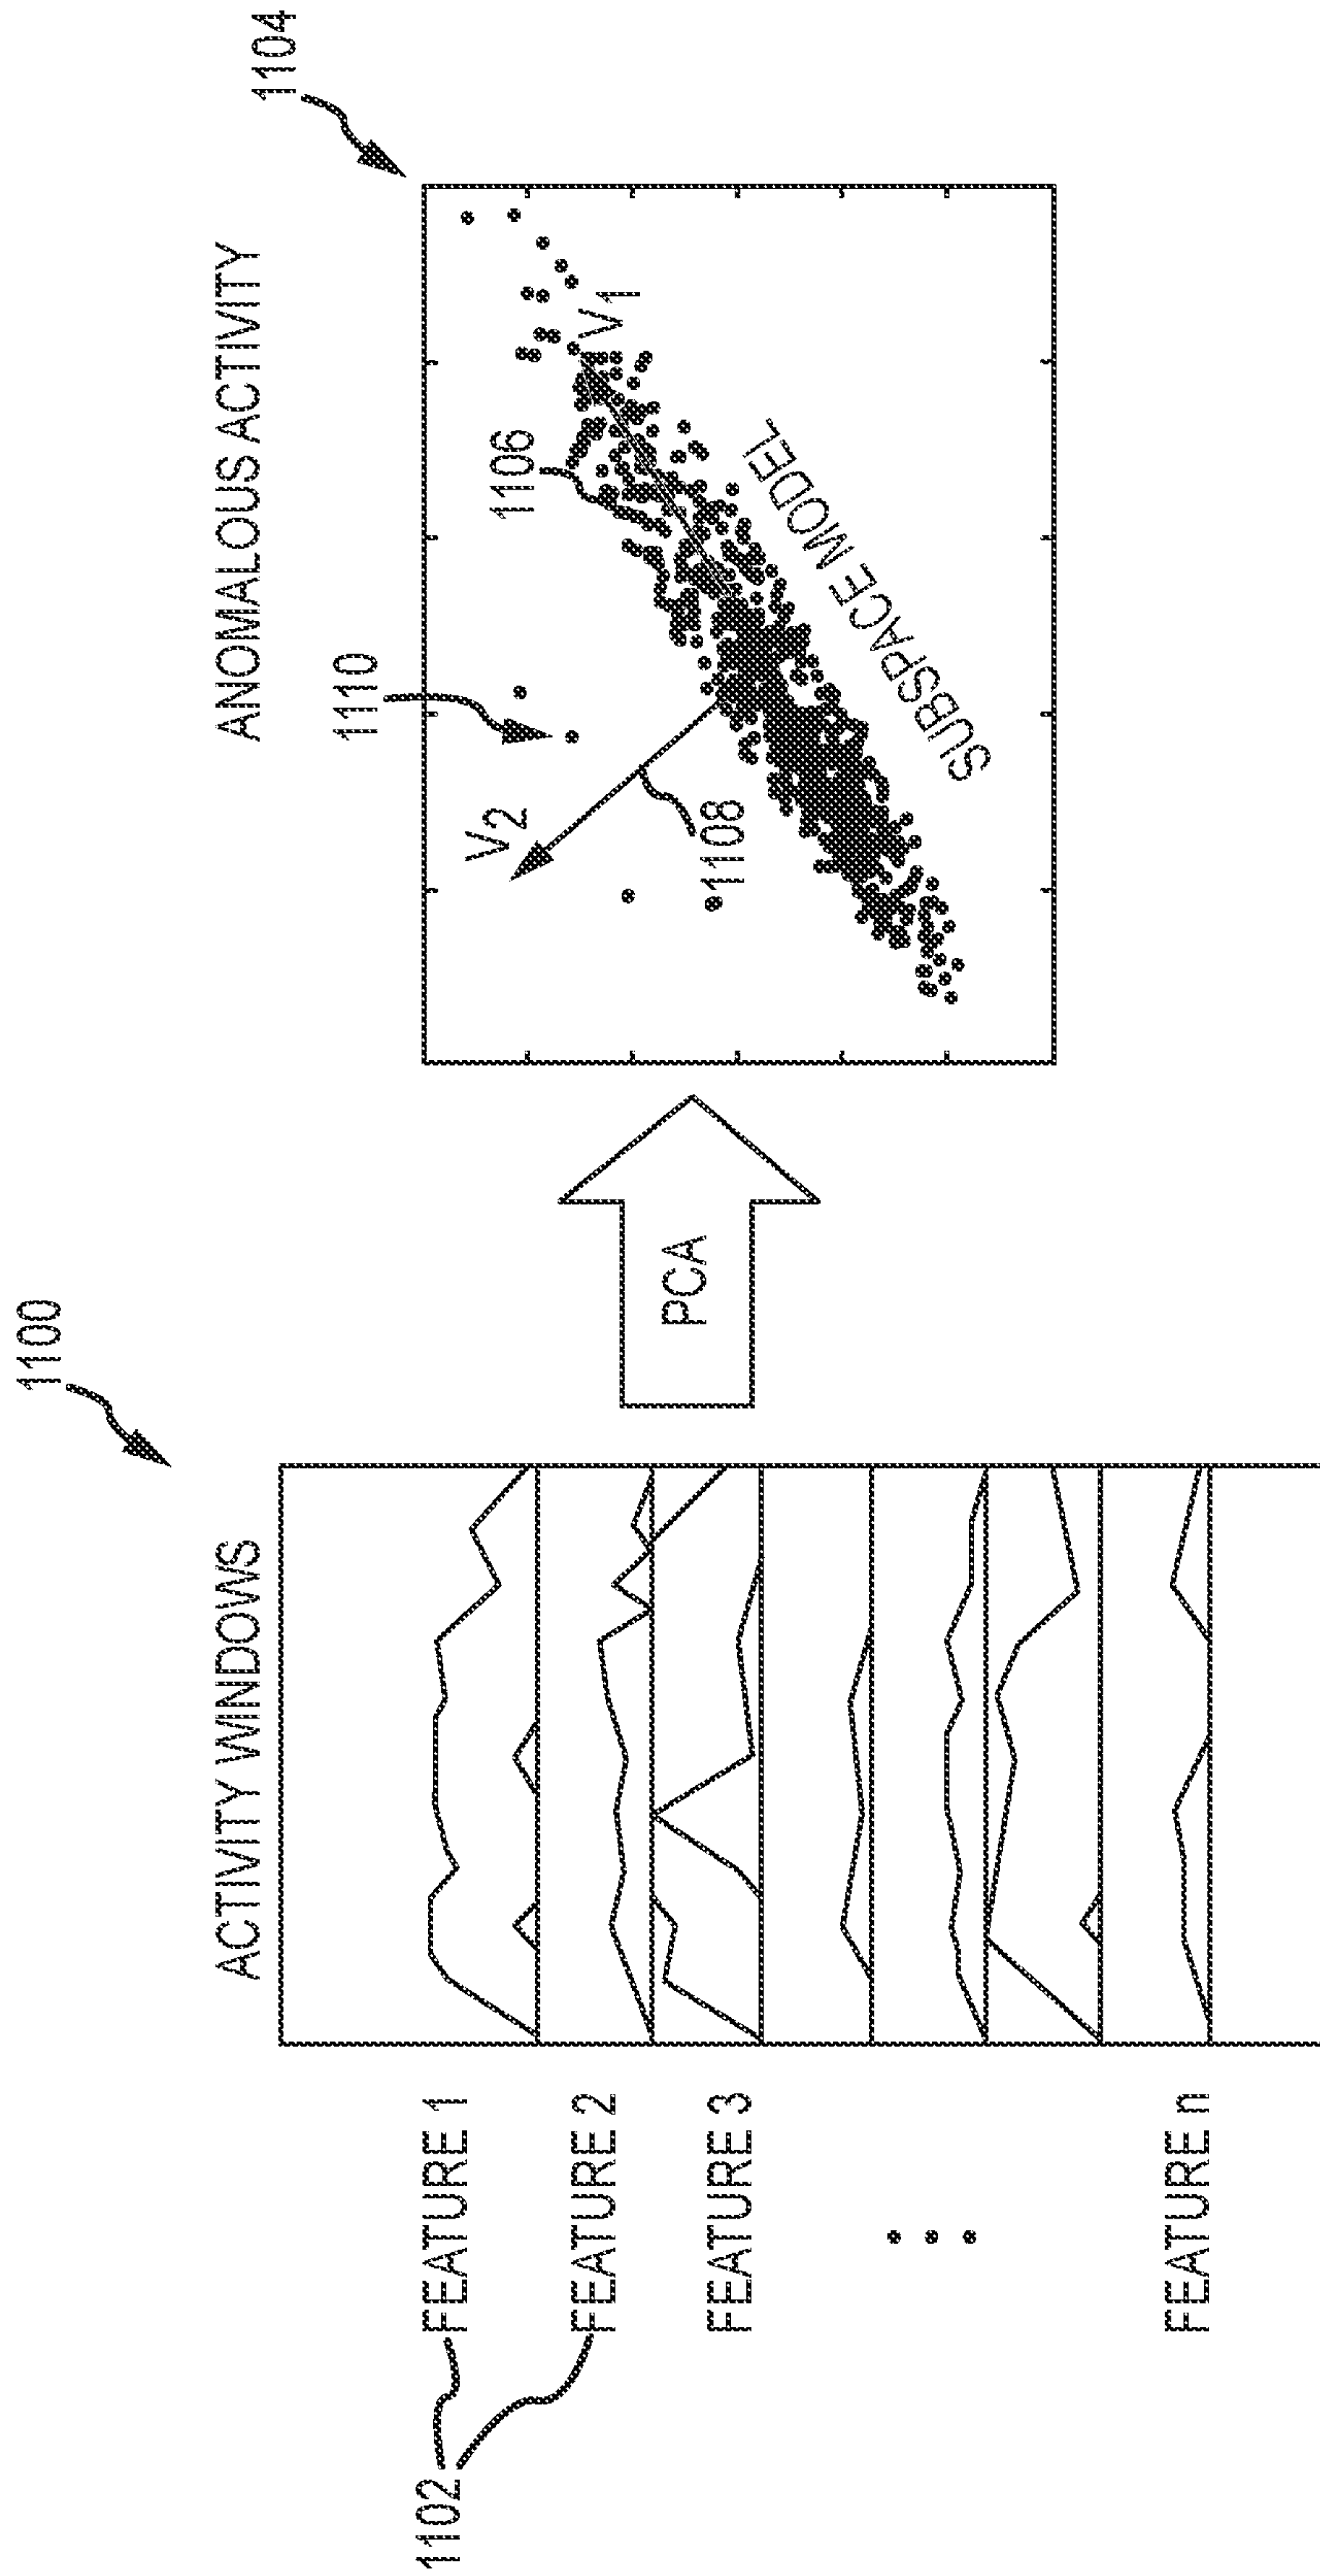 1100
ACTIVITY WINDOWS
1102
FEATURE 1
FEATURE 2
FEATURE 3
FEATURE n
PCA
1104
ANOMALOUS ACTIVITY
1110
1106
V2
V1
1108
SUBSPACE MODEL